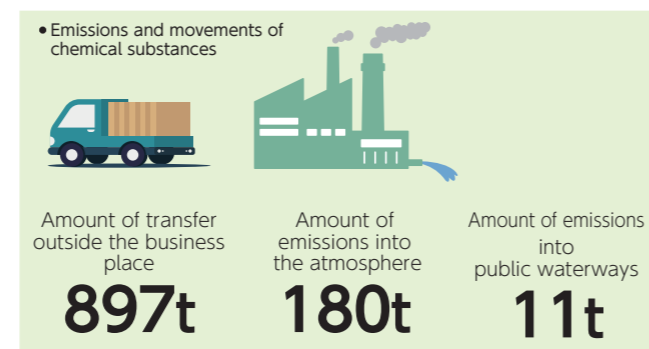 • Emissions and movements of
chemical substances
Amount of transfer
outside the business
place
897t
Amount of
emissions into
the atmosphere
180t
Amount of emissions
into
public waterways
11t